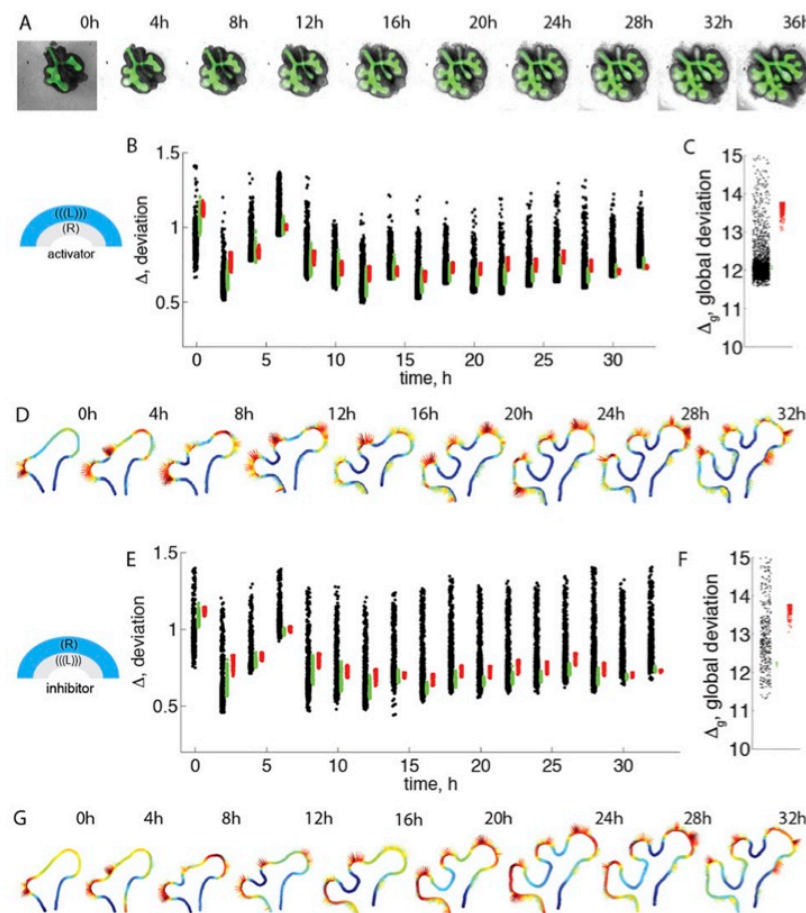 A 0h 4h 8h 12h 16h 20h 24h 28h 32h 36h
B
1.5
1
0.5
Δ, deviation
0 5 10 15 20 25 30
time, h
(((L)))
(R)
activator
C
15
14
13
12
11
10
Δg, global deviation
D 0h 4h 8h 12h 16h 20h 24h 28h 32h
E
1.5
1
0.5
Δ, deviation
0 5 10 15 20 25 30
time, h
(R)
(((L)))
inhibitor
F
15
14
13
12
11
10
Δg, global deviation
G 0h 4h 8h 12h 16h 20h 24h 28h 32h